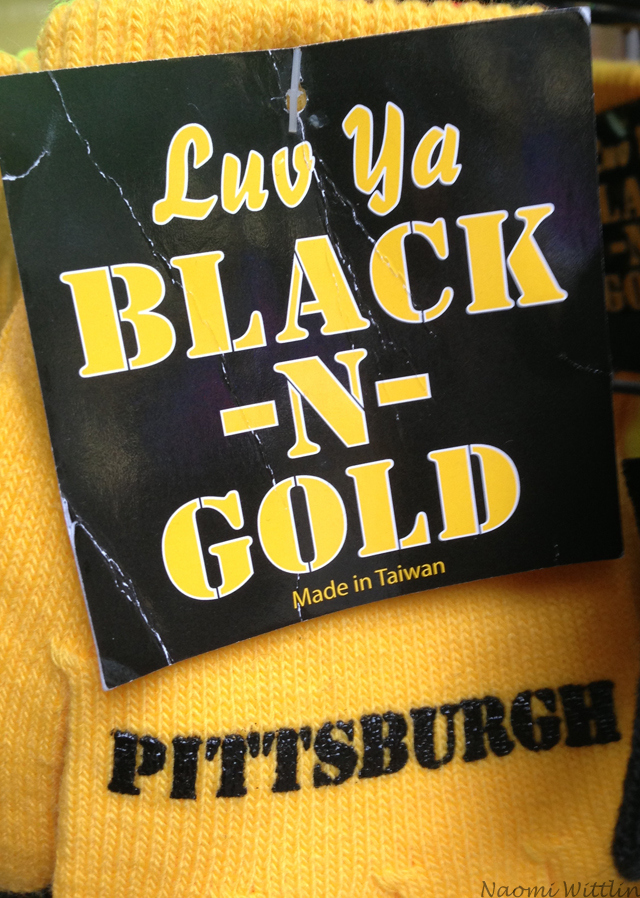 Luv Ya
BLACK
-N-
GOLD
Made in Taiwan
PITTSBURGH
Naomi Wittlin